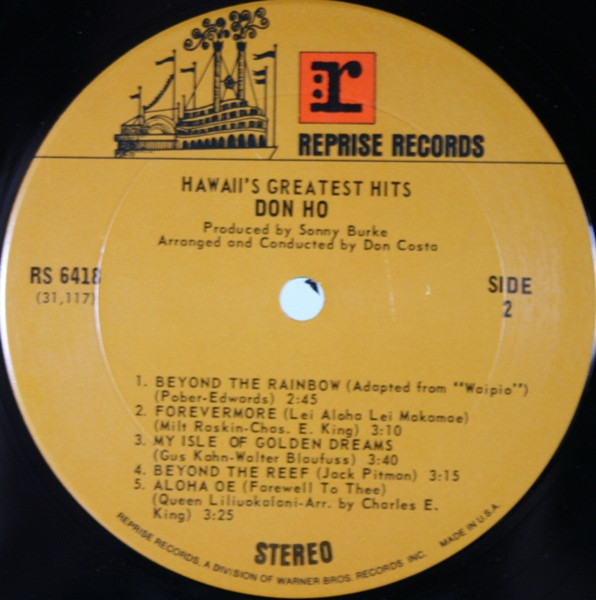 r
REPRISE RECORDS
HAWAII'S GREATEST HITS
DON HO
Produced by Sonny Burke
Arranged and Conducted by Don Costa
RS 6418
(31,117)
SIDE
2
1. BEYOND THE RAINBOW (Adapted from "Waipio")
(Pober-Edwards) 2:45
2. FOREVERMORE (Lei Aloha Lei Makamae)
(Milt Raskin-Chas. E. King) 3:10
3. MY ISLE OF GOLDEN DREAMS
(Gus Kahn-Walter Blaufuss) 3:40
4. BEYOND THE REEF (Jack Pitman) 3:15
5. ALOHA OE (Farewell To Thee)
(Queen Liliuokalani-Arr. by Charles E.
King) 3:25
STEREO
REPRISE RECORDS, A DIVISION OF WARNER BROS. RECORDS INC. MADE IN U.S.A.